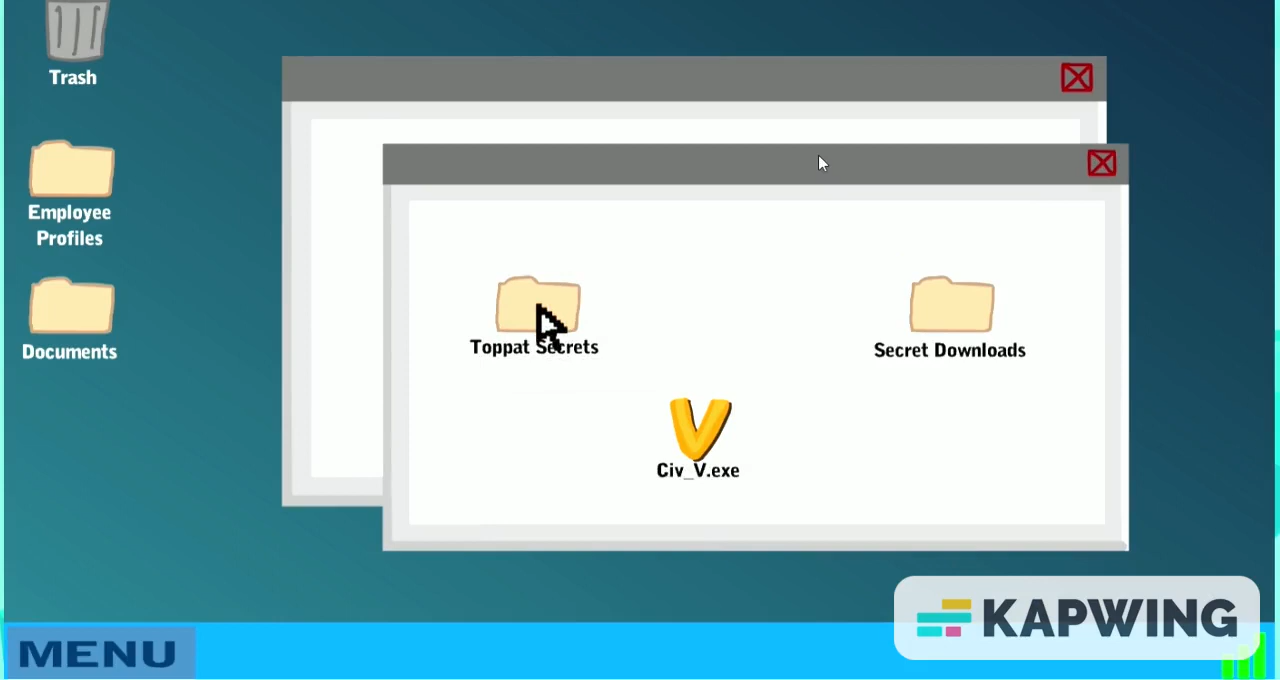 Trash
Employee
Profiles
Documents
Toppat Secrets
Secret Downloads
V
Civ_V.exe
KAPWING
MENU